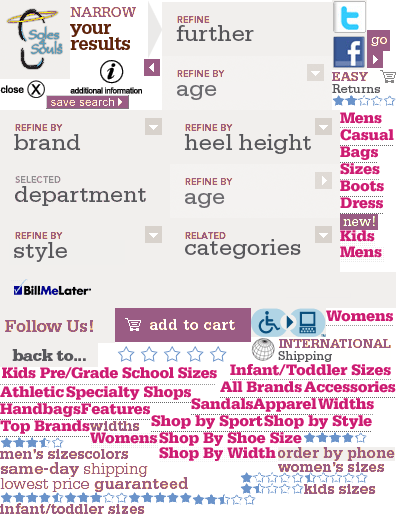 Soles
Souls
NARROW
your
results
close
additional information
save search
REFINE
further
REFINE BY
age
go
EASY
Returns
REFINE BY
brand
REFINE BY
heel height
SELECTED
department
REFINE BY
age
REFINE BY
style
RELATED
categories
Mens
Casual
Bags
Sizes
Boots
Dress
new!
Kids
Mens
BillMeLater
Follow Us!
add to cart
Womens
INTERNATIONAL
Shipping
back to...
Kids Pre/Grade School Sizes
Infant/Toddler Sizes
Athletic Specialty Shops
All Brands Accessories
Handbags Features
Sandals Apparel Widths
Top Brands widths
Shop by Sport Shop by Style
Womens Shop By Shoe Size
men's sizes colors
Shop By Width order by phone
same-day shipping
women's sizes
lowest price guaranteed
kids sizes
infant/toddler sizes